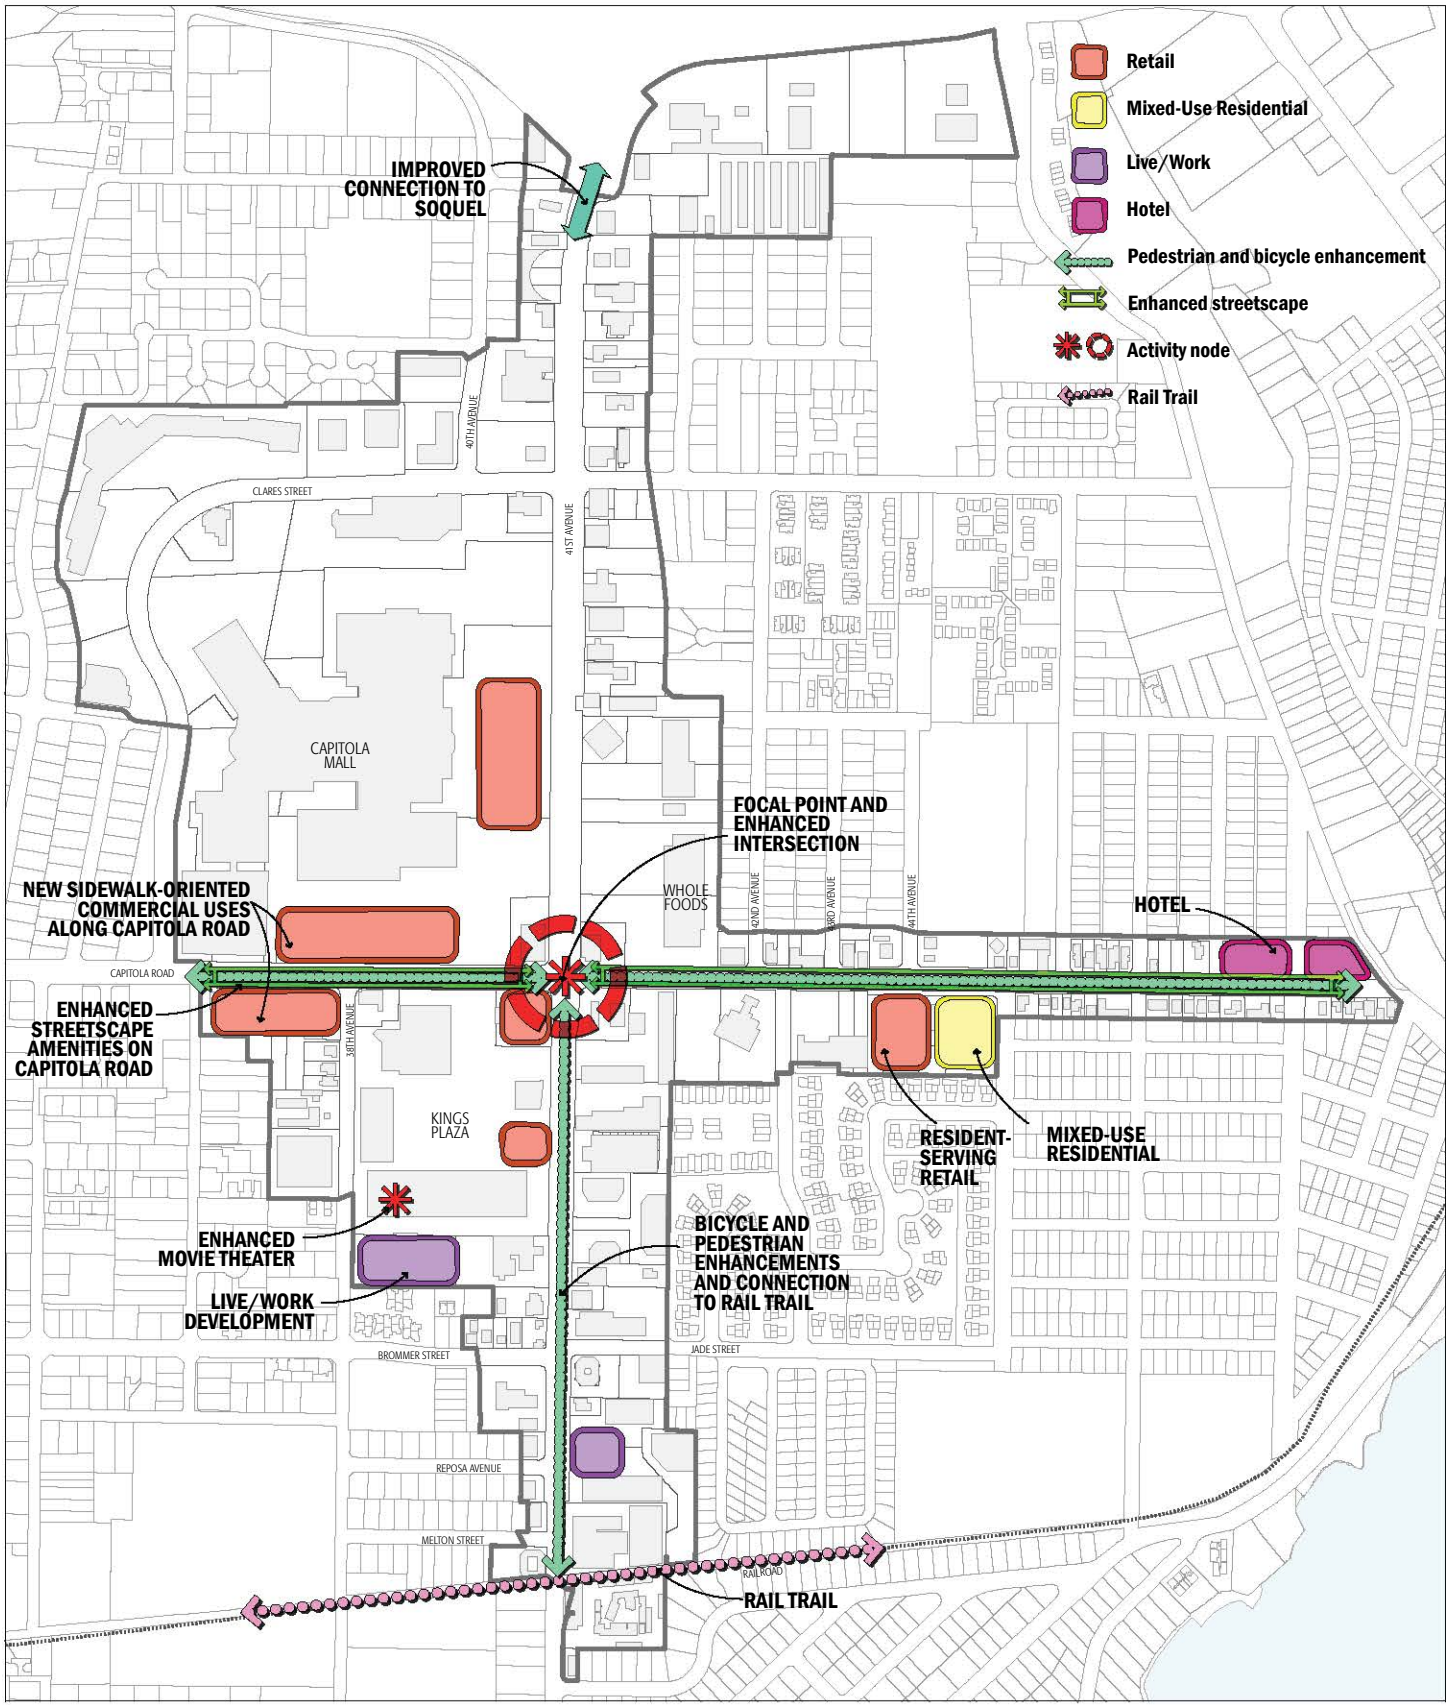 Retail
Mixed-Use Residential
Live/Work
Hotel
Pedestrian and bicycle enhancement
Enhanced streetscape
Activity node
Rail Trail
IMPROVED
CONNECTION TO
SOQUEL
40TH AVENUE
CLARES STREET
41ST AVENUE
CAPITOLA
MALL
FOCAL POINT AND
ENHANCED
INTERSECTION
WHOLE
FOODS
42ND AVENUE
43RD AVENUE
44TH AVENUE
NEW SIDEWALK-ORIENTED
COMMERCIAL USES
ALONG CAPITOLA ROAD
HOTEL
CAPITOLA ROAD
ENHANCED
STREETSCAPE
AMENITIES ON
CAPITOLA ROAD
38TH AVENUE
KINGS
PLAZA
RESIDENT-
SERVING
RETAIL
MIXED-USE
RESIDENTIAL
ENHANCED
MOVIE THEATER
BICYCLE AND
PEDESTRIAN
ENHANCEMENTS
AND CONNECTION
TO RAIL TRAIL
LIVE/WORK
DEVELOPMENT
BROMMER STREET
JADE STREET
REPOSA AVENUE
MELTON STREET
RAILROAD
RAIL TRAIL